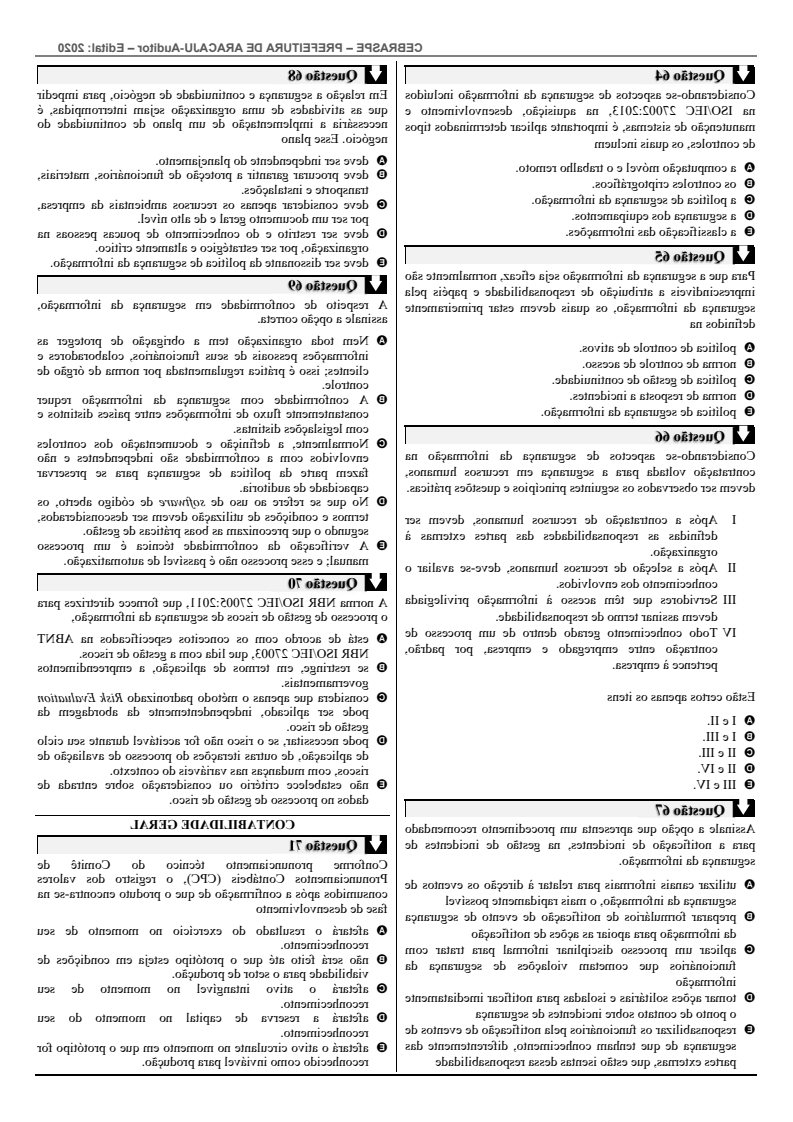 CEBRASPE – PREFEITURA DE ARACAJU-Auditor – Edital: 2020
Questão 64
Considerando-se aspectos de segurança da informação incluídos
na ISO/IEC 27002:2013, na aquisição, desenvolvimento e
manutenção de sistemas, é importante aplicar determinados tipos
de controles, os quais incluem
A a computação móvel e o trabalho remoto.
B os controles criptográficos.
C a política de segurança da informação.
D a segurança dos equipamentos.
E a classificação das informações.
Questão 65
Para que a segurança da informação seja eficaz, normalmente são
imprescindíveis a atribuição de responsabilidade e papéis pela
segurança da informação, os quais devem estar primeiramente
definidos na
A política de controle de ativos.
B norma de controle de acesso.
C política de gestão de continuidade.
D norma de resposta a incidentes.
E política de segurança da informação.
Questão 66
Considerando-se aspectos de segurança da informação na
contratação voltada para a segurança em recursos humanos,
devem ser observados os seguintes princípios e questões práticas.
I Após a contratação de recursos humanos, devem ser
definidas as responsabilidades das partes externas à
organização.
II Após a seleção de recursos humanos, deve-se avaliar o
conhecimento dos envolvidos.
III Servidores que têm acesso à informação privilegiada
devem assinar termo de responsabilidade.
IV Todo conhecimento gerado dentro de um processo de
contração entre empregado e empresa, por padrão,
pertence à empresa.
Estão certos apenas os itens
A I e II.
B I e III.
C II e III.
D II e IV.
E III e IV.
Questão 67
Assinale a opção que apresenta um procedimento recomendado
para a notificação de incidentes, na gestão de incidentes de
segurança da informação.
A utilizar canais informais para relatar à direção os eventos de
segurança da informação, o mais rapidamente possível
B preparar formulários de notificação de evento de segurança
da informação para apoiar as ações de notificação
C aplicar um processo disciplinar informal para tratar com
funcionários que cometam violações de segurança da
informação
D tomar ações solitárias e isoladas para notificar imediatamente
o ponto de contato sobre incidentes de segurança
E responsabilizar os funcionários pela notificação de eventos de
segurança de que tenham conhecimento, diferentemente das
partes externas, que estão isentas dessa responsabilidade
Questão 68
Em relação a segurança e continuidade de negócio, para impedir
que as atividades de uma organização sejam interrompidas, é
necessária a implementação de um plano de continuidade do
negócio. Esse plano
A deve ser independente do planejamento.
B deve procurar garantir a proteção de funcionários, materiais,
transporte e instalações.
C deve considerar apenas os recursos ambientais da empresa,
por ser um documento geral e de alto nível.
D deve ser restrito e do conhecimento de poucas pessoas na
organização, por ser estratégico e altamente crítico.
E deve ser dissonante da política de segurança da informação.
Questão 69
A respeito de conformidade em segurança da informação,
assinale a opção correta.
A Nem toda organização tem a obrigação de proteger as
informações pessoais de seus funcionários, colaboradores e
clientes; isso é prática regulamentada por norma de órgão de
controle.
B A conformidade com segurança da informação requer
constantemente fluxo de informações entre países distintos e
com legislações distintas.
C Normalmente, a definição e documentação dos controles
envolvidos com a conformidade são independentes e não
fazem parte da política de segurança para se preservar
capacidade de auditoria.
D No que se refere ao uso de software de código aberto, os
termos e condições de utilização devem ser desconsiderados,
segundo o que preconizam as boas práticas de gestão.
E A verificação da conformidade técnica é um processo
manual; e esse processo não é passível de automatização.
Questão 70
A norma NBR ISO/IEC 27005:2011, que fornece diretrizes para
o processo de gestão de riscos de segurança da informação,
A está de acordo com os conceitos especificados na ABNT
NBR ISO/IEC 27003, que lida com a gestão de riscos.
B se restringe, em termos de aplicação, a empreendimentos
governamentais.
C considera que apenas o método padronizado Risk Evaluation
pode ser aplicado, independentemente da abordagem da
gestão de risco.
D pode necessitar, se o risco não for aceitável durante seu ciclo
de aplicação, de outras iterações do processo de avaliação de
riscos, com mudanças nas variáveis do contexto.
E não estabelece critério ou consideração sobre entrada de
dados no processo de gestão de risco.
CONTABILIDADE GERAL
Questão 71
Conforme pronunciamento técnico do Comitê de
Pronunciamentos Contábeis (CPC), o registro dos valores
consumidos após a confirmação de que o produto encontra-se na
fase de desenvolvimento
A afetará o resultado do exercício no momento de seu
reconhecimento.
B não será feito até que o protótipo esteja em condições de
viabilidade para o setor de produção.
C afetará o ativo intangível no momento de seu
reconhecimento.
D afetará a reserva de capital no momento do seu
reconhecimento.
E afetará o ativo circulante no momento em que o protótipo for
reconhecido como inviável para produção.